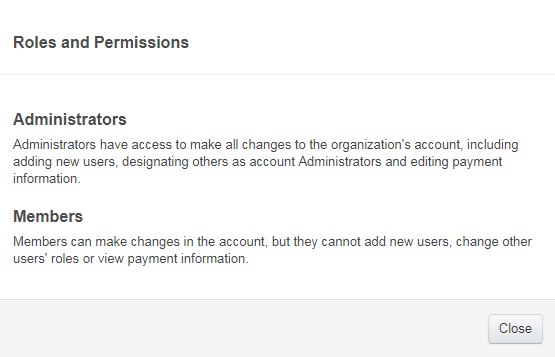 Roles and Permissions
Administrators
Administrators have access to make all changes to the organization's account, including
adding new users, designating others as account Administrators and editing payment
information.
Members
Members can make changes in the account, but they cannot add new users, change other
users' roles or view payment information.
Close